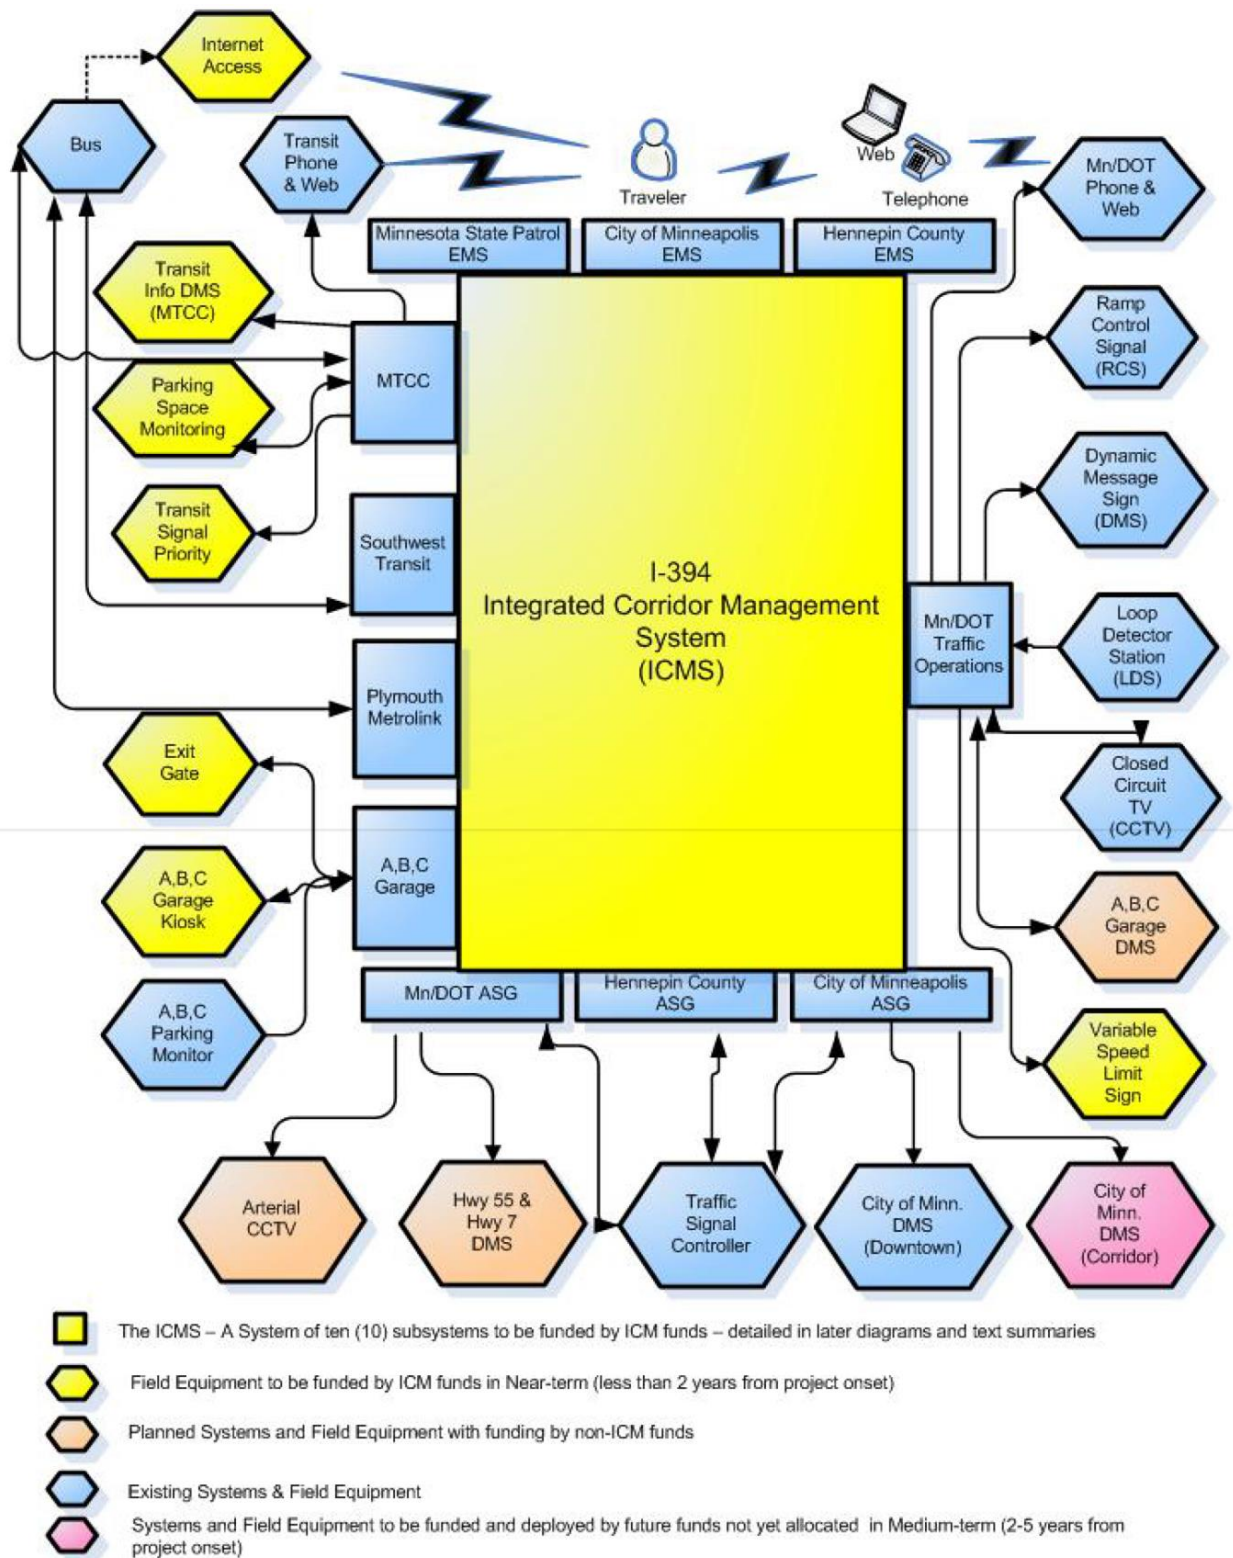 Internet
Access
Bus
Transit
Phone
& Web
Traveler
Web
Telephone
Mn/DOT
Phone &
Web
Minnesota State Patrol
EMS
City of Minneapolis
EMS
Hennepin County
EMS
Transit
Info DMS
(MTCC)
Parking
Space
Monitoring
Transit
Signal
Priority
MTCC
Southwest
Transit
Plymouth
Metrolink
A,B,C
Garage
Exit
Gate
A,B,C
Garage
Kiosk
A,B,C
Parking
Monitor
I-394
Integrated Corridor Management
System
(ICMS)
Mn/DOT
Traffic
Operations
Ramp
Control
Signal
(RCS)
Dynamic
Message
Sign
(DMS)
Loop
Detector
Station
(LDS)
Closed
Circuit
TV
(CCTV)
A,B,C
Garage
DMS
Variable
Speed
Limit
Sign
Mn/DOT ASG
Hennepin County
ASG
City of Minneapolis
ASG
Arterial
CCTV
Hwy 55 &
Hwy 7
DMS
Traffic
Signal
Controller
City of Minn.
DMS
(Downtown)
City of
Minn.
DMS
(Corridor)
The ICMS – A System of ten (10) subsystems to be funded by ICM funds – detailed in later diagrams and text summaries
Field Equipment to be funded by ICM funds in Near-term (less than 2 years from project onset)
Planned Systems and Field Equipment with funding by non-ICM funds
Existing Systems & Field Equipment
Systems and Field Equipment to be funded and deployed by future funds not yet allocated in Medium-term (2-5 years from
project onset)